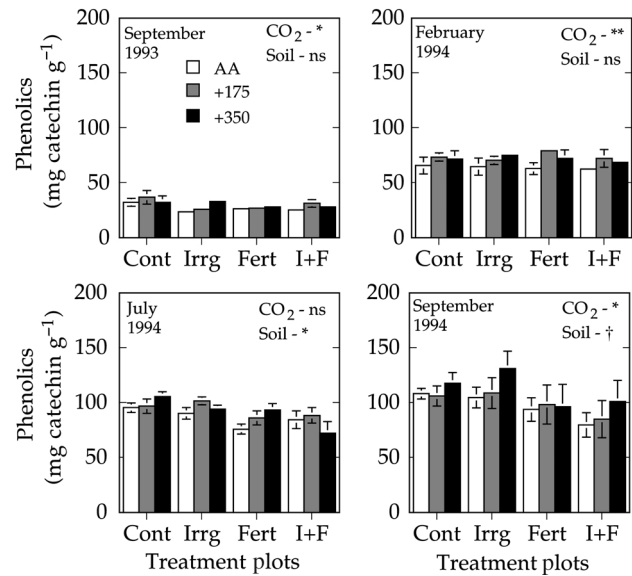 September
1993
CO2 - *
Soil - ns
AA
+175
+350
200
150
100
50
0
Phenolics
(mg catechin g−1)
Cont Irrg Fert I+F
February
1994
CO2 - **
Soil - ns
200
150
100
50
0
Cont Irrg Fert I+F
July
1994
CO2 - ns
Soil - *
200
150
100
50
0
Phenolics
(mg catechin g−1)
Cont Irrg Fert I+F
Treatment plots
September
1994
CO2 - *
Soil - †
200
150
100
50
0
Cont Irrg Fert I+F
Treatment plots